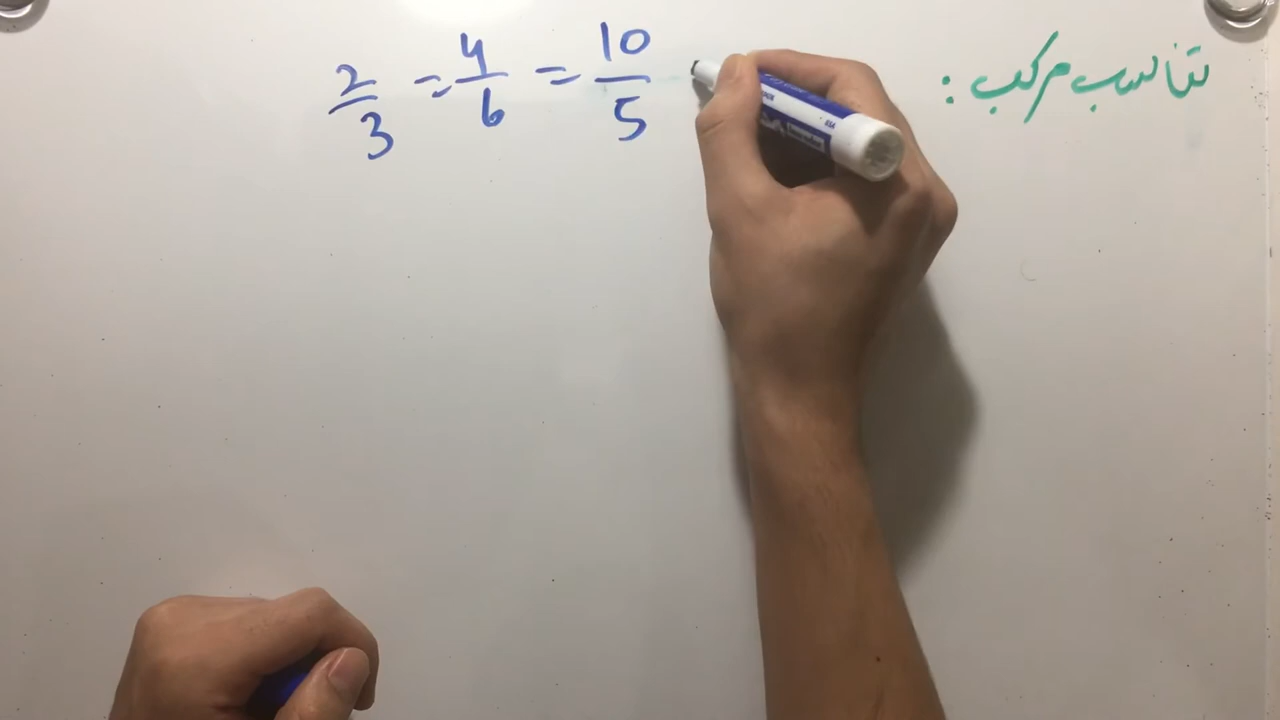 تناسب مرکب :
2/3 = 4/6 = 10/5